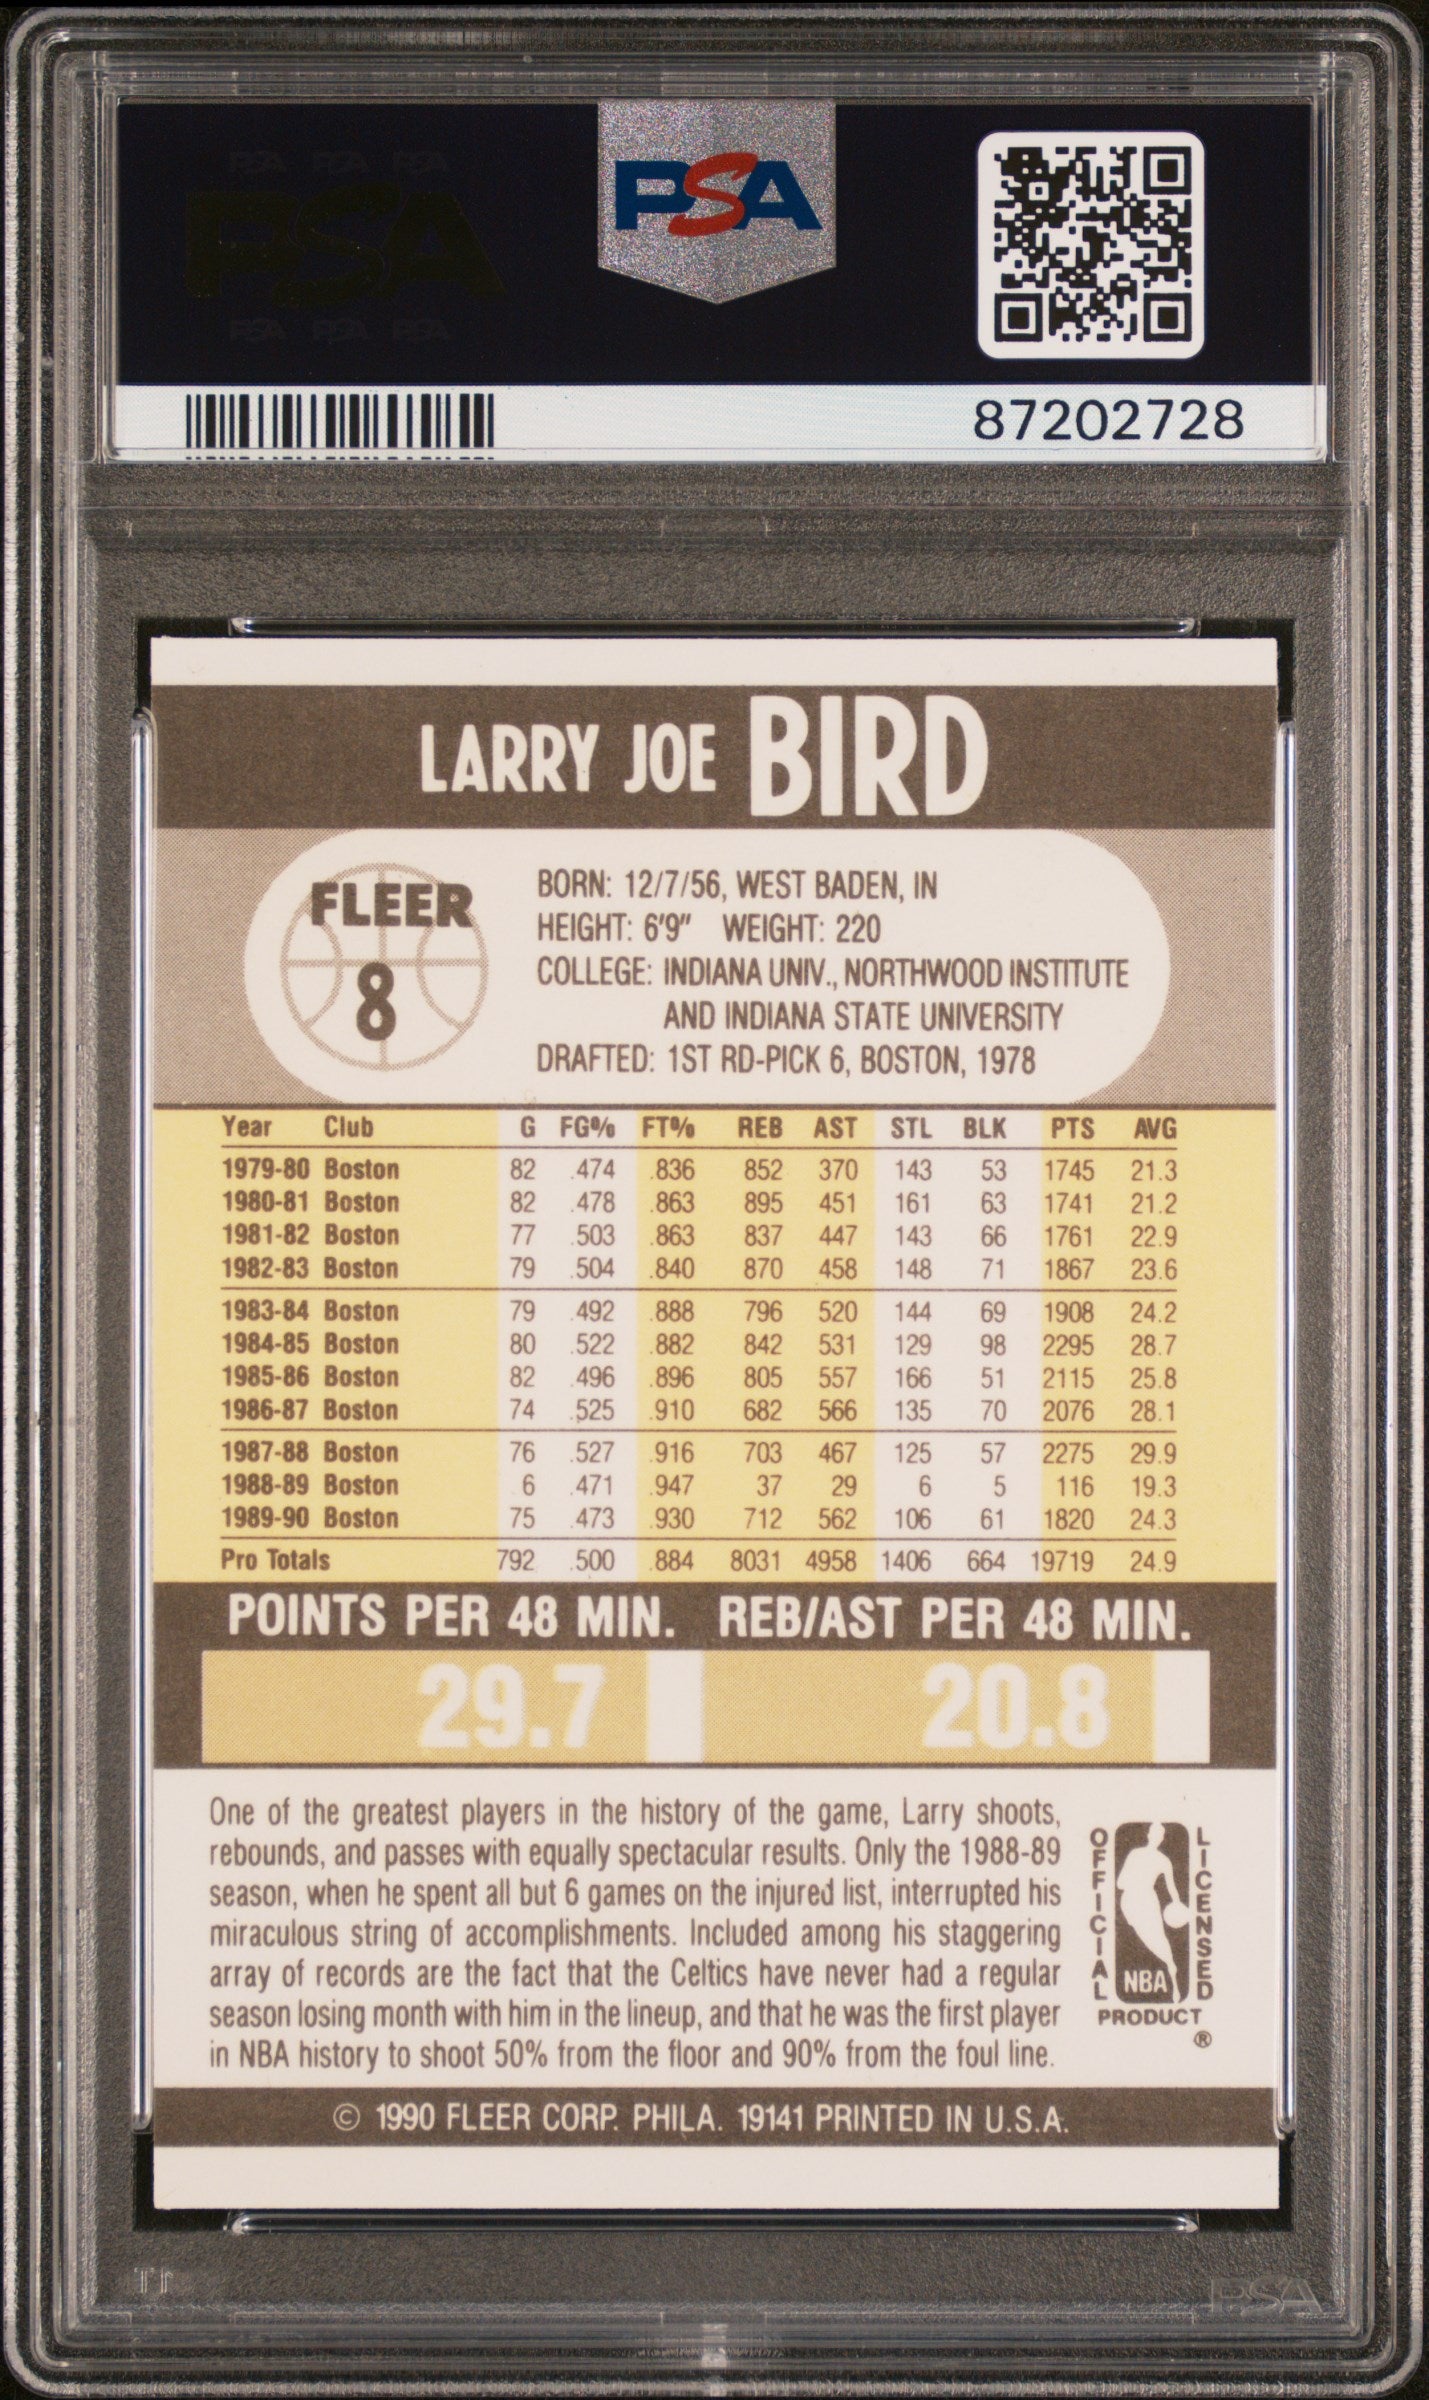 PSA PSA PSA
PSA
PSA PSA PSA
PSA
87202728
LARRY JOE BIRD
FLEER
8
BORN: 12/7/56, WEST BADEN, IN
HEIGHT: 6'9" WEIGHT: 220
COLLEGE: INDIANA UNIV., NORTHWOOD INSTITUTE
AND INDIANA STATE UNIVERSITY
DRAFTED: 1ST RD-PICK 6, BOSTON, 1978
Year Club G FG% FT% REB AST STL BLK PTS AVG
1979-80 Boston 82 .474 .836 852 370 143 53 1745 21.3
1980-81 Boston 82 .478 .863 895 451 161 63 1741 21.2
1981-82 Boston 77 .503 .863 837 447 143 66 1761 22.9
1982-83 Boston 79 .504 .840 870 458 148 71 1867 23.6
1983-84 Boston 79 .492 .888 796 520 144 69 1908 24.2
1984-85 Boston 80 .522 .882 842 531 129 98 2295 28.7
1985-86 Boston 82 .496 .896 805 557 166 51 2115 25.8
1986-87 Boston 74 .525 .910 682 566 135 70 2076 28.1
1987-88 Boston 76 .527 .916 703 467 125 57 2275 29.9
1988-89 Boston 6 .471 .947 37 29 6 5 116 19.3
1989-90 Boston 75 .473 .930 712 562 106 61 1820 24.3
Pro Totals 792 .500 .884 8031 4958 1406 664 19719 24.9
POINTS PER 48 MIN. REB/AST PER 48 MIN.
29.7 20.8
One of the greatest players in the history of the game, Larry shoots,
rebounds, and passes with equally spectacular results. Only the 1988-89
season, when he spent all but 6 games on the injured list, interrupted his
miraculous string of accomplishments. Included among his staggering
array of records are the fact that the Celtics have never had a regular
season losing month with him in the lineup, and that he was the first player
in NBA history to shoot 50% from the floor and 90% from the foul line.
OFFICIAL
NBA
LICENSED
PRODUCT
®
© 1990 FLEER CORP. PHILA. 19141 PRINTED IN U.S.A.
PSA